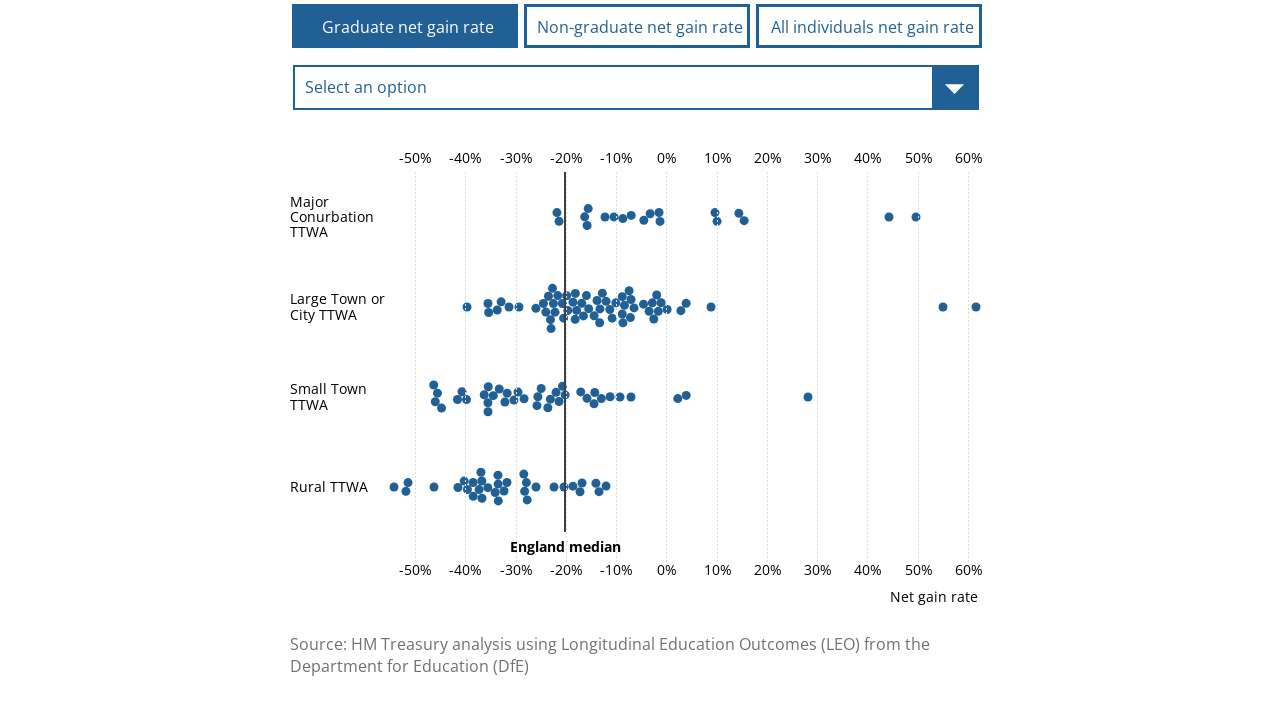 Graduate net gain rate
Non-graduate net gain rate
All individuals net gain rate
Select an option
-50% -40% -30% -20% -10% 0% 10% 20% 30% 40% 50% 60%
Major
Conurbation
TTWA
Large Town or
City TTWA
Small Town
TTWA
Rural TTWA
England median
-50% -40% -30% -20% -10% 0% 10% 20% 30% 40% 50% 60%
Net gain rate
Source: HM Treasury analysis using Longitudinal Education Outcomes (LEO) from the
Department for Education (DfE)